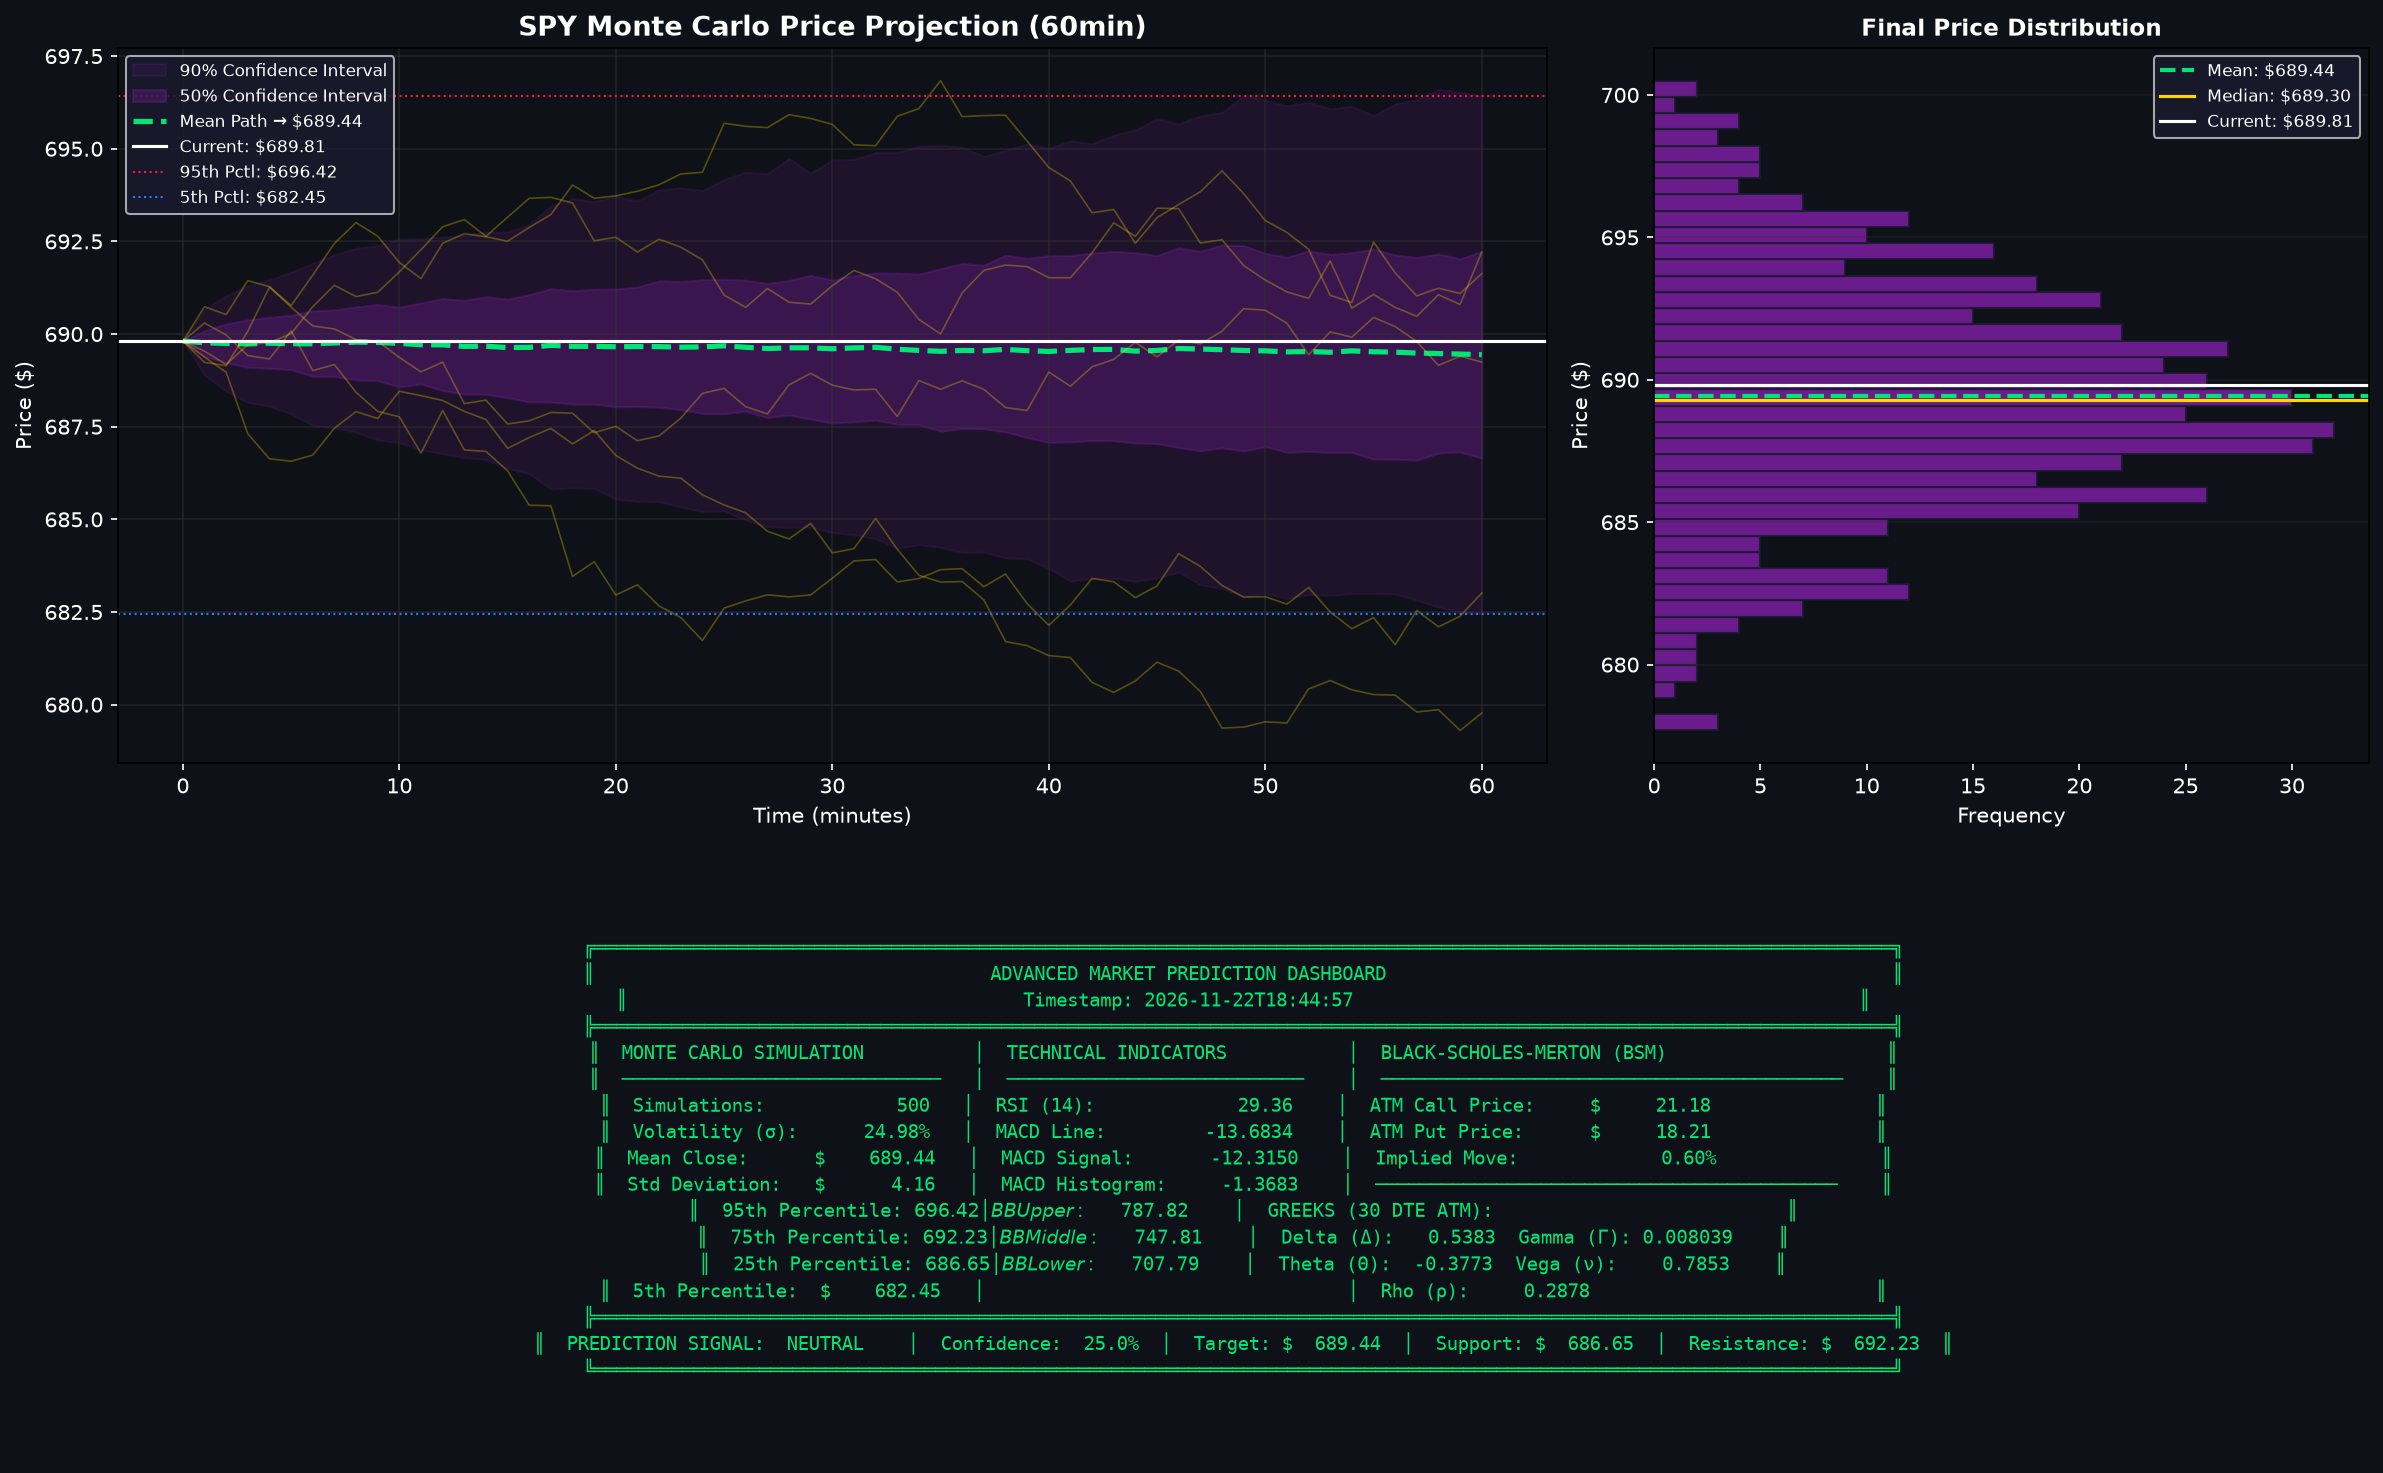 SPY Monte Carlo Price Projection (60min)
697.5
695.0
692.5
690.0
687.5
685.0
682.5
680.0
Price ($)
90% Confidence Interval
50% Confidence Interval
Mean Path → $689.44
Current: $689.81
95th Pctl: $696.42
5th Pctl: $682.45
0 10 20 30 40 50 60
Time (minutes)
Final Price Distribution
700
695
690
685
680
Price ($)
Mean: $689.44
Median: $689.30
Current: $689.81
0 5 10 15 20 25 30
Frequency
ADVANCED MARKET PREDICTION DASHBOARD
Timestamp: 2026-11-22T18:44:57
MONTE CARLO SIMULATION │ TECHNICAL INDICATORS │ BLACK-SCHOLES-MERTON (BSM)
Simulations: 500 │ RSI (14): 29.36 │ ATM Call Price: $ 21.18
Volatility (σ): 24.98% │ MACD Line: -13.6834 │ ATM Put Price: $ 18.21
Mean Close: $ 689.44 │ MACD Signal: -12.3150 │ Implied Move: 0.60%
Std Deviation: $ 4.16 │ MACD Histogram: -1.3683 │
95th Percentile: 696.42│BBUpper: 787.82 │ GREEKS (30 DTE ATM):
75th Percentile: 692.23│BBMiddle: 747.81 │ Delta (Δ): 0.5383 Gamma (Γ): 0.008039
25th Percentile: 686.65│BBLower: 707.79 │ Theta (Θ): -0.3773 Vega (ν): 0.7853
5th Percentile: $ 682.45 │ │ Rho (ρ): 0.2878
PREDICTION SIGNAL: NEUTRAL │ Confidence: 25.0% │ Target: $ 689.44 │ Support: $ 686.65 │ Resistance: $ 692.23